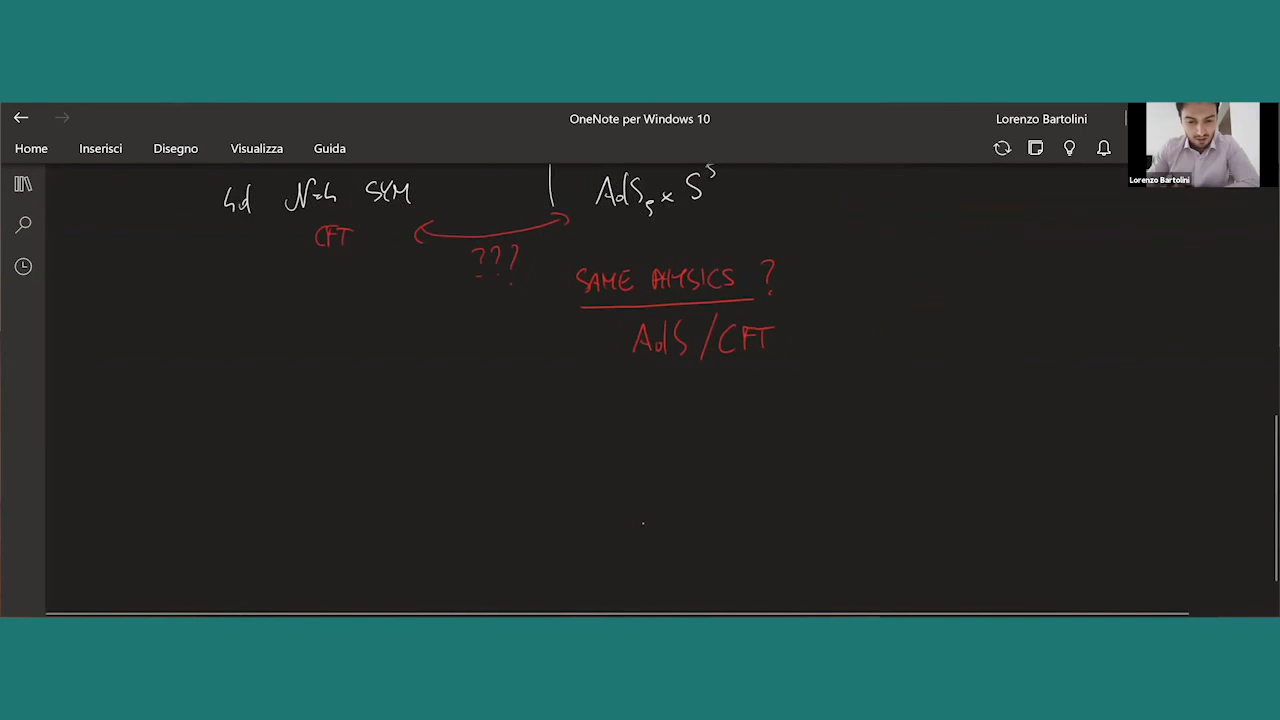 OneNote per Windows 10
Lorenzo Bartolini
Home Inserisci Disegno Visualizza Guida
Lorenzo Bartolini
4d N=4 SYM | AdS₅ x S⁵
CFT
???
SAME PHYSICS ?
AdS/CFT